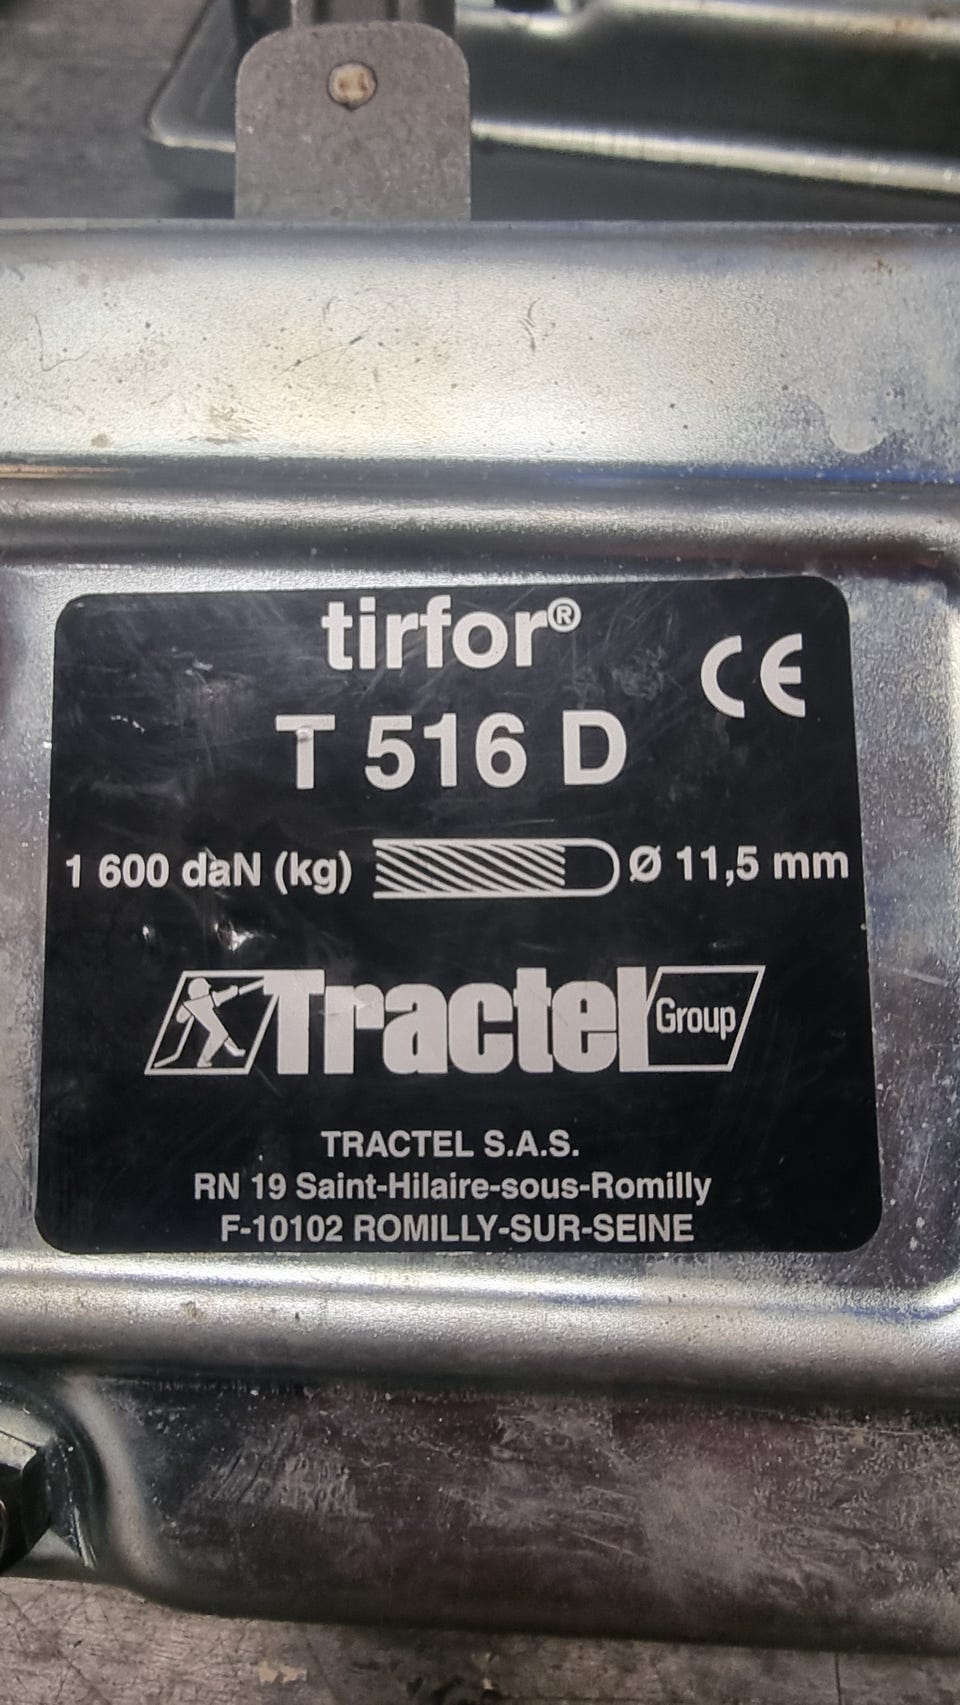 tirfor®
CE
T 516 D
1 600 daN (kg) Ø 11,5 mm
Tractel Group
TRACTEL S.A.S.
RN 19 Saint-Hilaire-sous-Romilly
F-10102 ROMILLY-SUR-SEINE